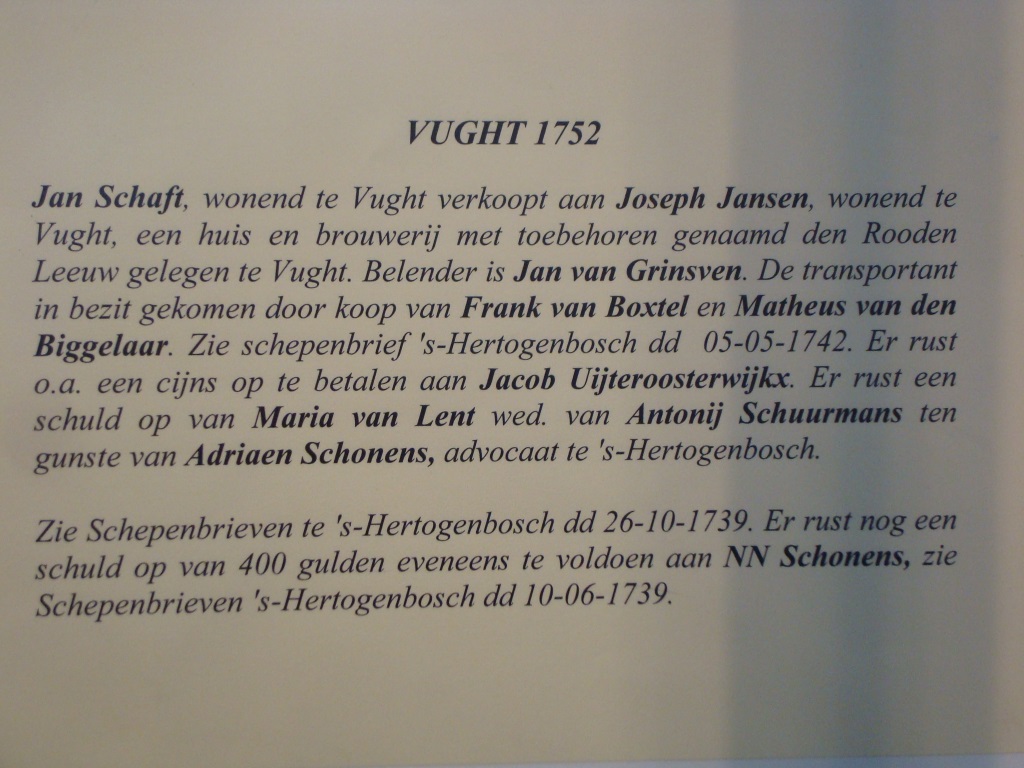 VUGHT 1752
Jan Schaft, wonend te Vught verkoopt aan Joseph Jansen, wonend te
Vught, een huis en brouwerij met toebehoren genaamd den Rooden
Leeuw gelegen te Vught. Belender is Jan van Grinsven. De transportant
in bezit gekomen door koop van Frank van Boxtel en Matheus van den
Biggelaar. Zie schepenbrief 's-Hertogenbosch dd 05-05-1742. Er rust
o.a. een cijns op te betalen aan Jacob Uijteroosterwijkx. Er rust een
schuld op van Maria van Lent wed. van Antonij Schuurmans ten
gunste van Adriaen Schonens, advocaat te 's-Hertogenbosch.
Zie Schepenbrieven te 's-Hertogenbosch dd 26-10-1739. Er rust nog een
schuld op van 400 gulden eveneens te voldoen aan NN Schonens, zie
Schepenbrieven 's-Hertogenbosch dd 10-06-1739.